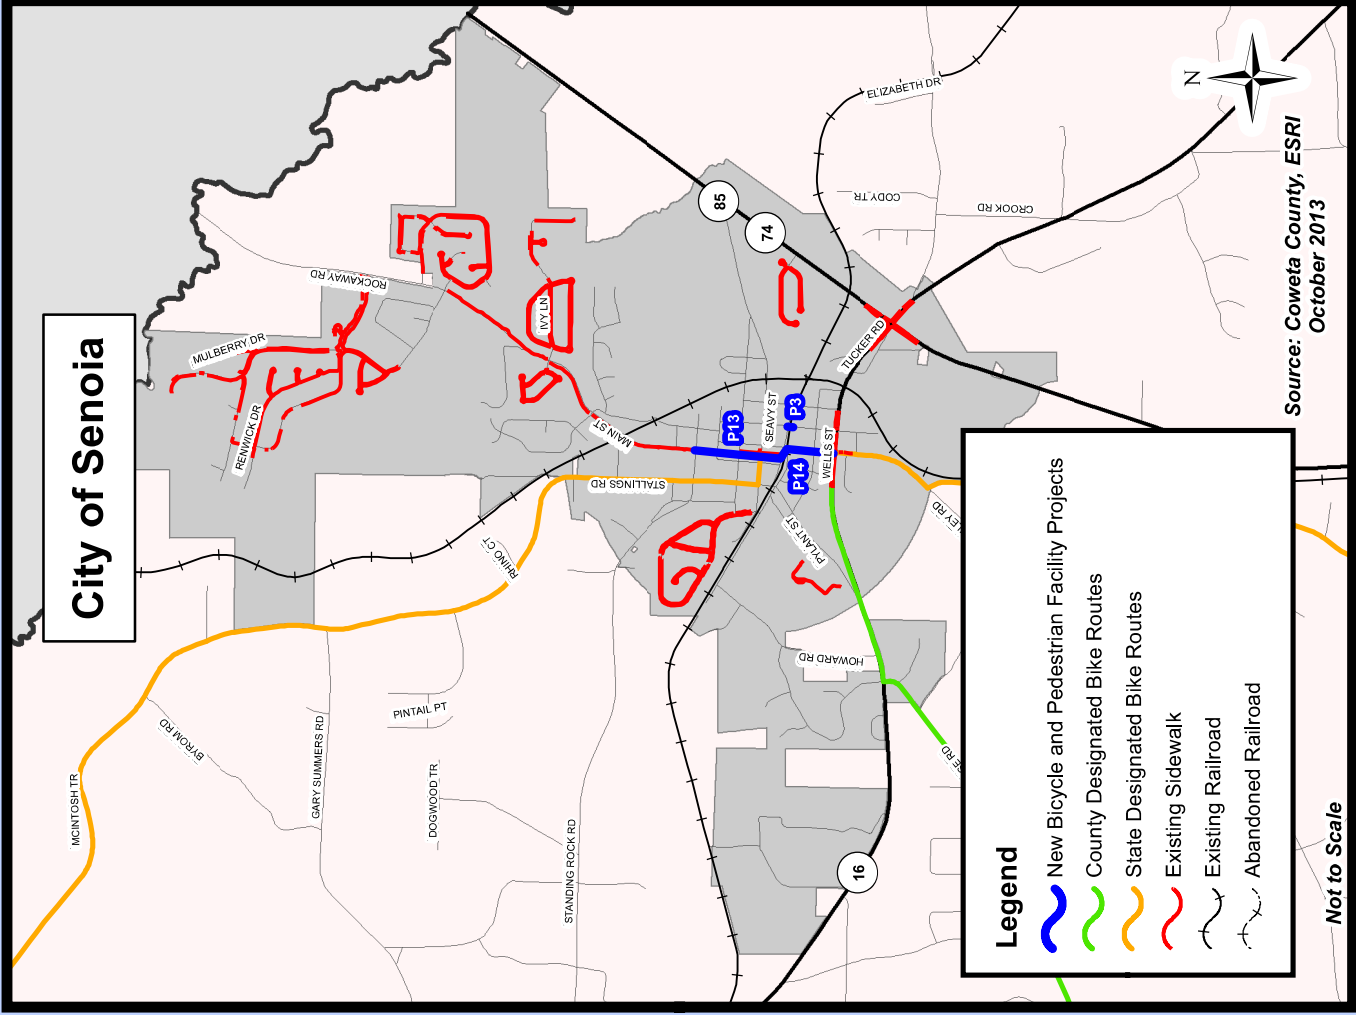 City of Senoia
N
Source: Coweta County, ESRI
October 2013
Not to Scale
MULBERRY DR
RENWICK DR
ROCKAWAY RD
IVY LN
MAIN ST
STALLINGS RD
RHINO CT
SEAVY ST
WELLS ST
TUCKER RD
PYLANT ST
HOWARD RD
ELIZABETH DR
CODY TR
CROOK RD
MCINTOSH TR
BYROM RD
GARY SUMMERS RD
PINTAIL PT
DOGWOOD TR
STANDING ROCK RD
LEY RD
RE RD
85
74
16
P13
P3
P14
Legend
New Bicycle and Pedestrian Facility Projects
County Designated Bike Routes
State Designated Bike Routes
Existing Sidewalk
Existing Railroad
Abandoned Railroad